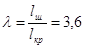 λ = l_ш / l_кр = 3,6